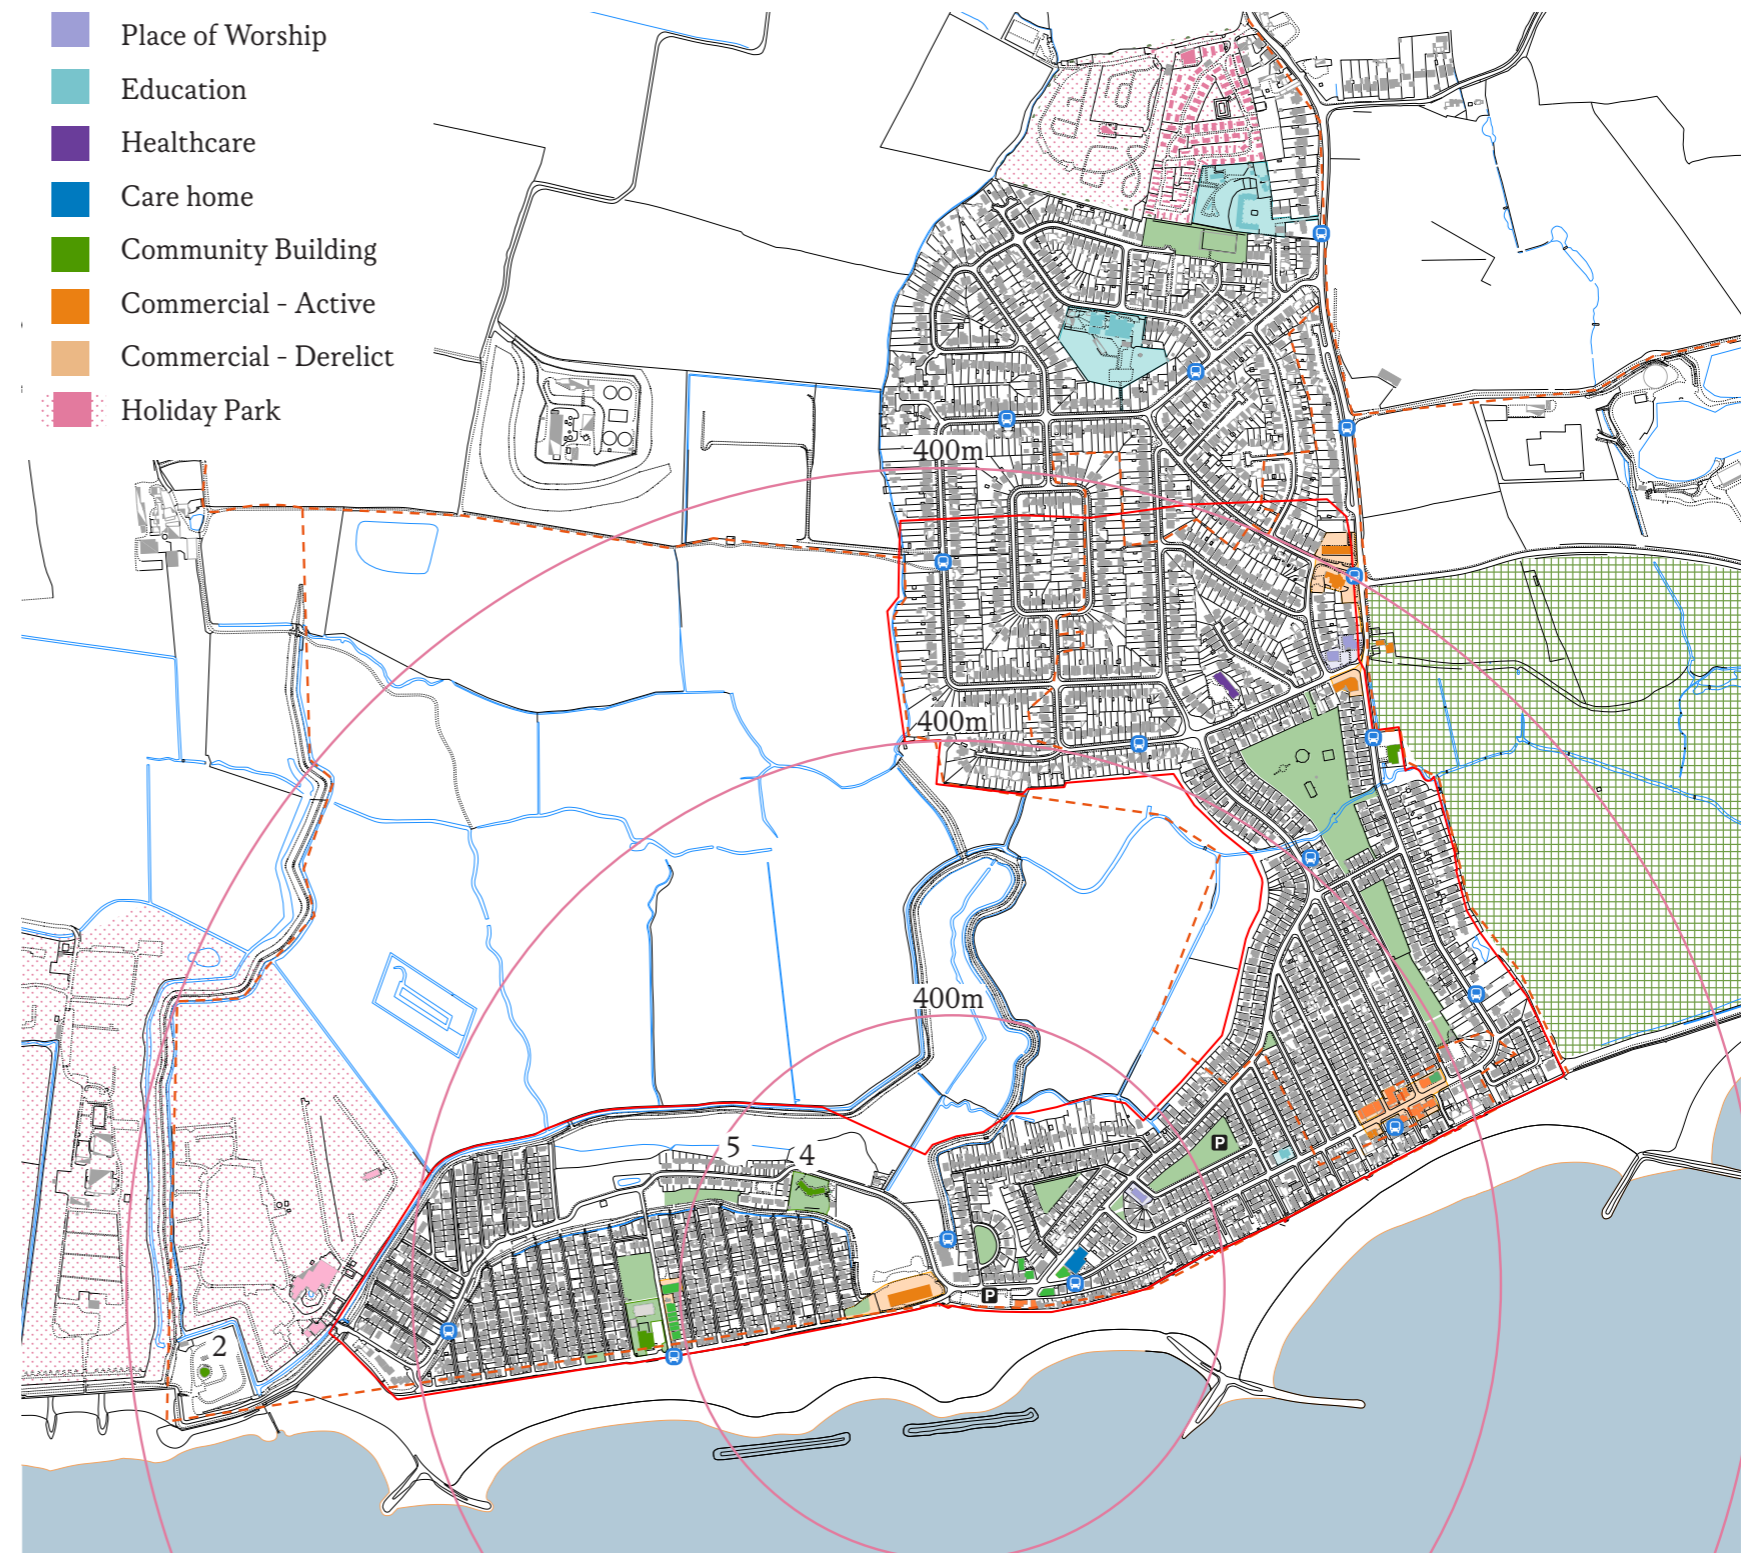 Place of Worship
Education
Healthcare
Care home
Community Building
Commercial - Active
Commercial - Derelict
Holiday Park
400m
400m
400m
5
4
P
P
2